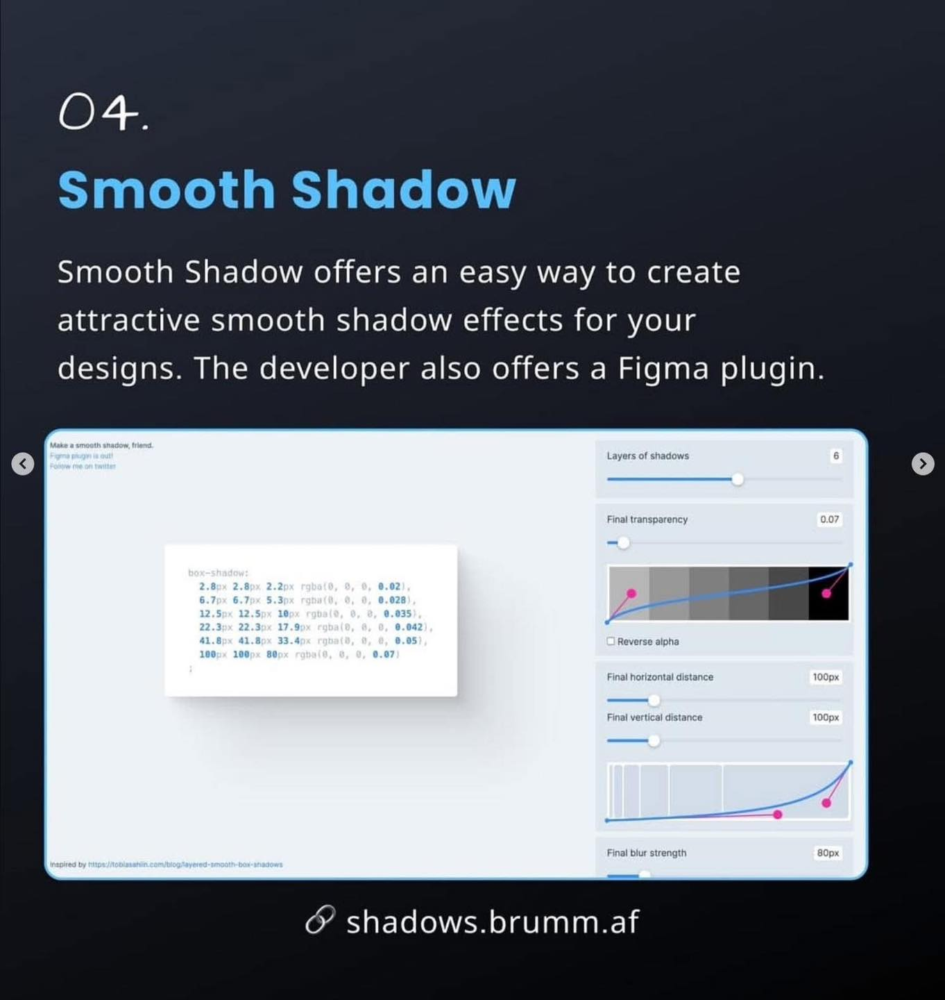 04.
Smooth Shadow
Smooth Shadow offers an easy way to create
attractive smooth shadow effects for your
designs. The developer also offers a Figma plugin.
Make a smooth shadow, friend.
Figma plugin is out!
Follow me on twitter
box-shadow:
2.8px 2.8px 2.2px rgba(0, 0, 0, 0.02),
6.7px 6.7px 5.3px rgba(0, 0, 0, 0.028),
12.5px 12.5px 10px rgba(0, 0, 0, 0.035),
22.3px 22.3px 17.9px rgba(0, 0, 0, 0.042),
41.8px 41.8px 33.4px rgba(0, 0, 0, 0.05),
100px 100px 80px rgba(0, 0, 0, 0.07)
;
Layers of shadows 6
Final transparency 0.07
Reverse alpha
Final horizontal distance 100px
Final vertical distance 100px
Final blur strength 80px
Inspired by https://tobiasahlin.com/blog/layered-smooth-box-shadows
shadows.brumm.af